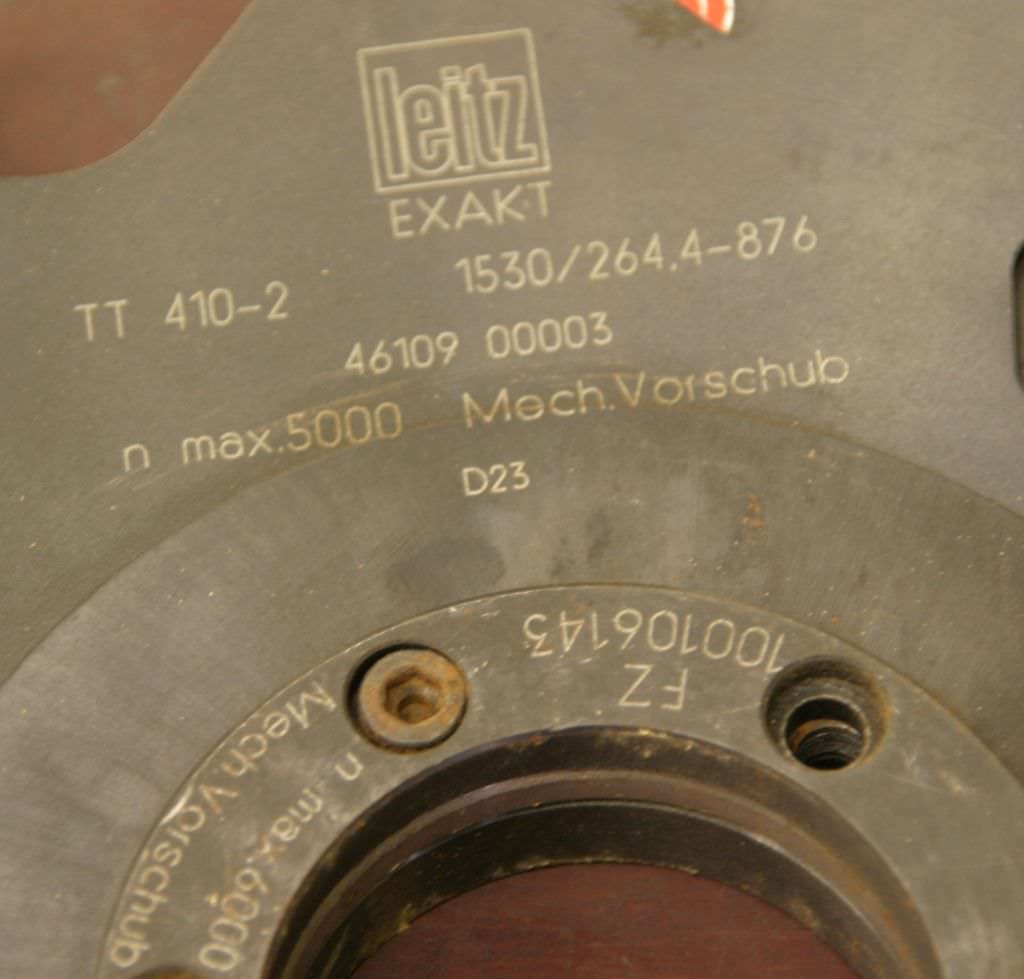 leitz
EXAKT
TT 410-2 1530/264.4-876
46109 00003
n max.5000 Mech.Vorschub
D23
100106143
FZ
Mech.Vorschub
n.max.6000